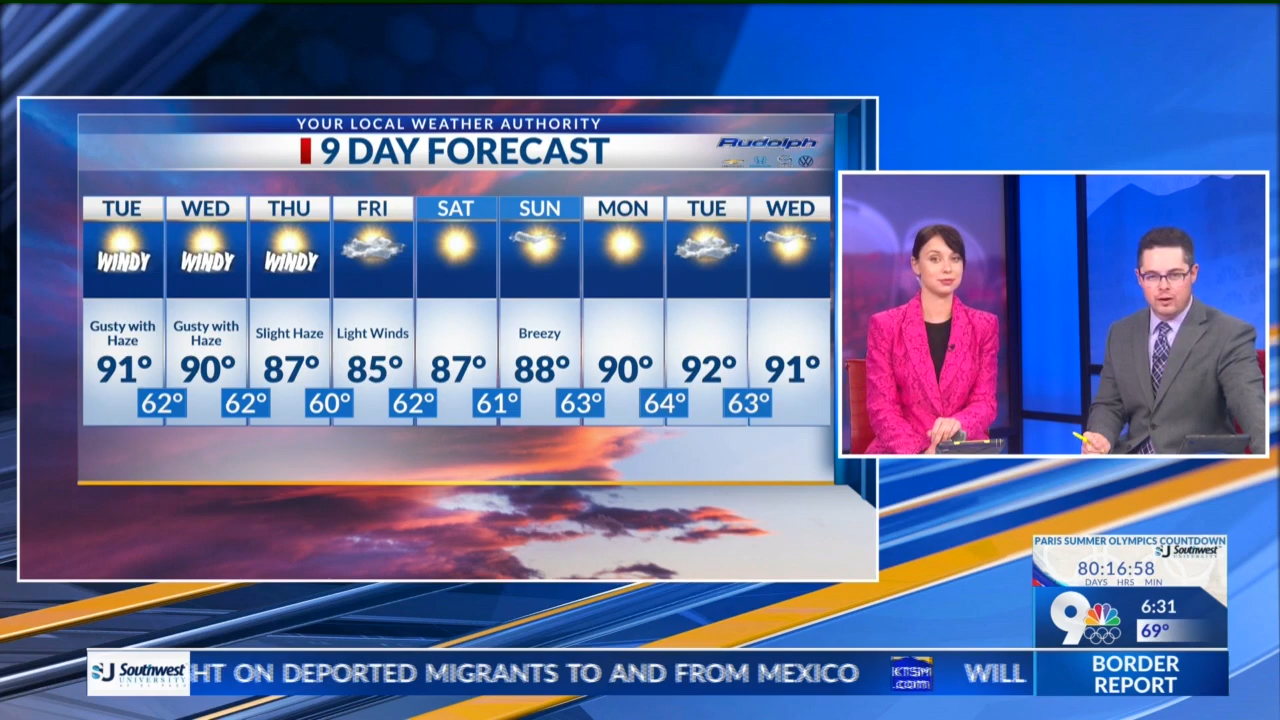 YOUR LOCAL WEATHER AUTHORITY
9 DAY FORECAST
Rudolph
TUE WED THU FRI SAT SUN MON TUE WED
WINDY WINDY WINDY
Gusty with Haze Gusty with Haze Slight Haze Light Winds Breezy
91° 90° 87° 85° 87° 88° 90° 92° 91°
62° 62° 60° 62° 61° 63° 64° 63°
PARIS SUMMER OLYMPICS COUNTDOWN
SU Southwest
UNIVERSITY
80:16:58
DAYS HRS MIN
9 6:31
69°
SU Southwest
UNIVERSITY
HT ON DEPORTED MIGRANTS TO AND FROM MEXICO KTSM .COM WILL
BORDER
REPORT